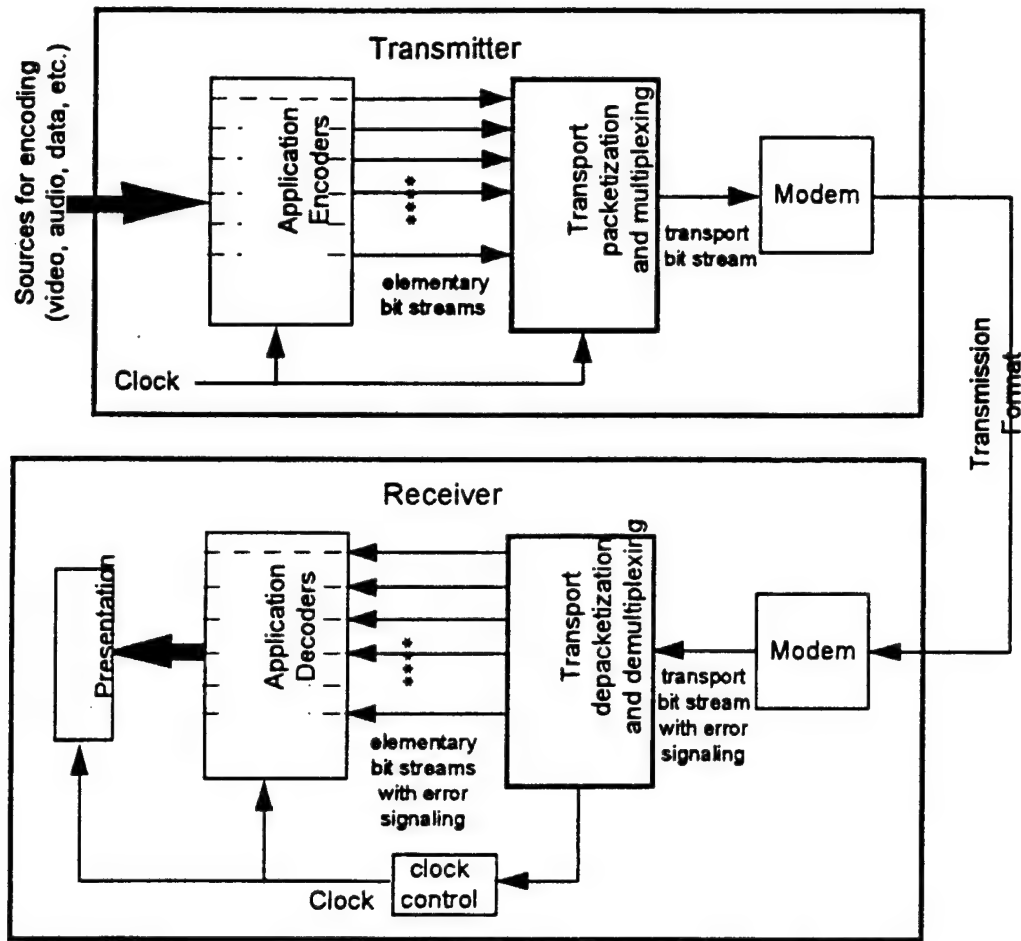 Transmitter
Sources for encoding
(video, audio, data, etc.)
Application
Encoders
****
elementary
bit streams
Transport
packetization
and multiplexing
transport
bit stream
Modem
Clock
Transmission
Format
Receiver
Presentation
Application
Decoders
****
elementary
bit streams
with error
signaling
Transport
depacketization
and demultiplexing
transport
bit stream
with error
signaling
Modem
Clock
clock
control